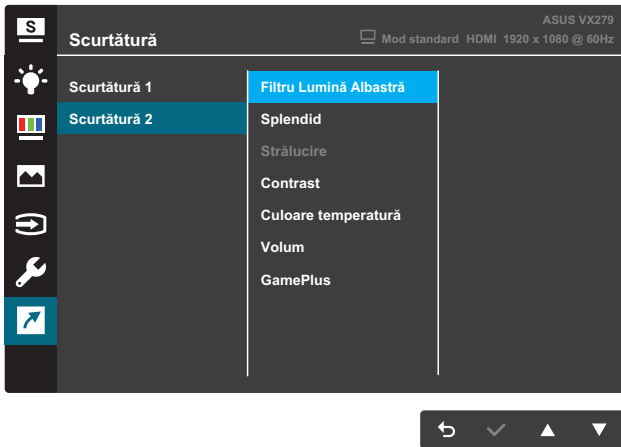 S
ASUS VX279
Scurtătură
Mod standard HDMI 1920 x 1080 @ 60Hz
Scurtătură 1
Filtru Lumină Albastră
Scurtătură 2
Splendid
Strălucire
Contrast
Culoare temperatură
Volum
GamePlus